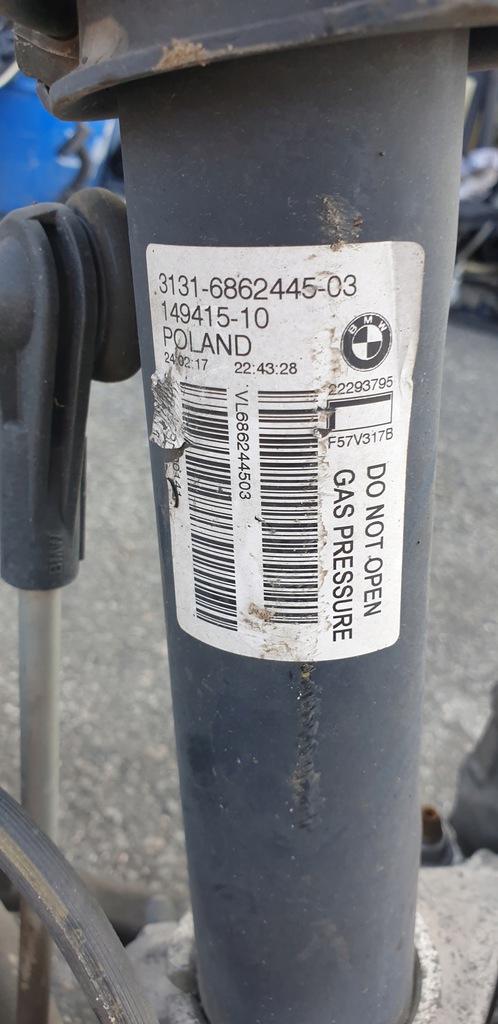 3131-6862445-03
149415-10
POLAND
24:02:17 22:43:28
BMW
22293795
F57V317B
VL686244503
DO NOT OPEN
GAS PRESSURE